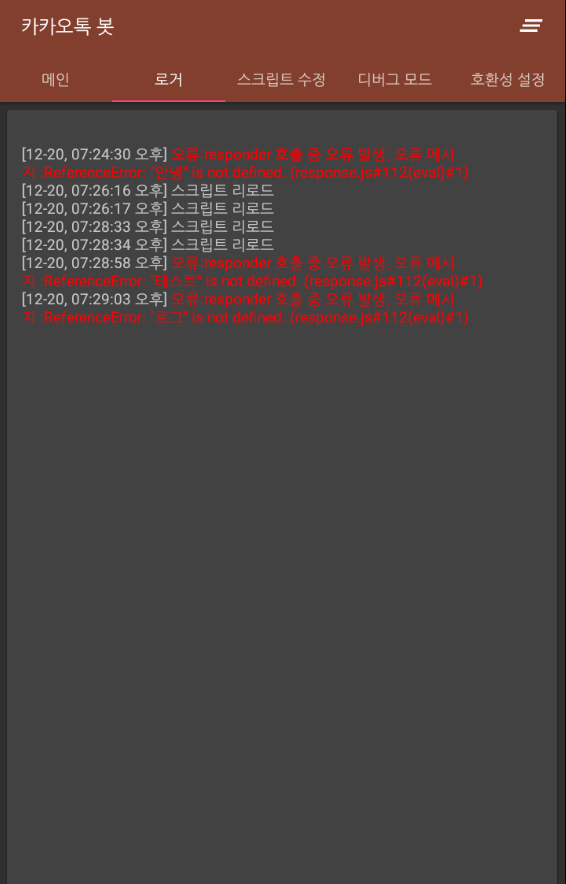 카카오톡 봇
메인 로거 스크립트 수정 디버그 모드 호환성 설정
[12-20, 07:24:30 오후] 오류:responder 호출 중 오류 발생, 오류 메시
지 :ReferenceError: "안녕" is not defined. (response.js#112(eval)#1)
[12-20, 07:26:16 오후] 스크립트 리로드
[12-20, 07:26:17 오후] 스크립트 리로드
[12-20, 07:28:33 오후] 스크립트 리로드
[12-20, 07:28:34 오후] 스크립트 리로드
[12-20, 07:28:58 오후] 오류:responder 호출 중 오류 발생, 오류 메시
지 :ReferenceError: "테스트" is not defined. (response.js#112(eval)#1)
[12-20, 07:29:03 오후] 오류:responder 호출 중 오류 발생, 오류 메시
지 :ReferenceError: "로그" is not defined. (response.js#112(eval)#1)